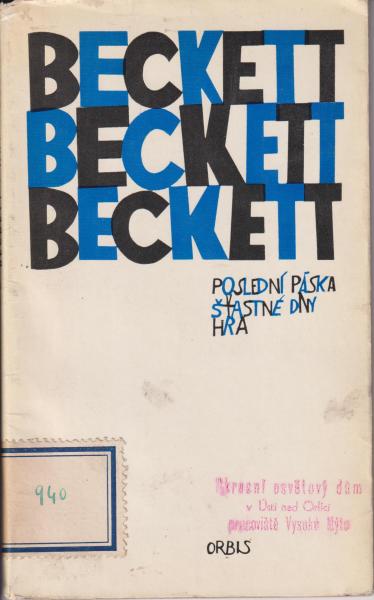 BECKETT
BECKETT
BECKETT
POSLEDNÍ PÁSKA
ŠŤASTNÉ DNY
HRA
940
Okresní osvětový dům
v Ústí nad Orlicí
pracoviště Vysoké Mýto
ORBIS